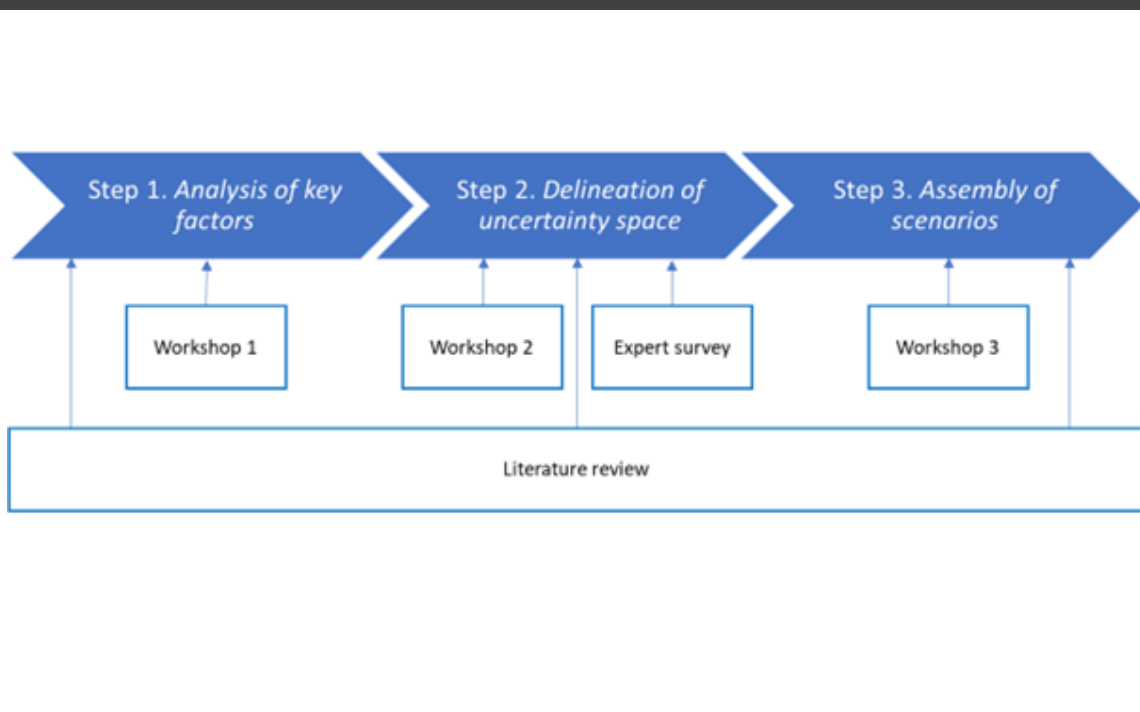 Step 1. Analysis of key
factors
Step 2. Delineation of
uncertainty space
Step 3. Assembly of
scenarios
Workshop 1
Workshop 2
Expert survey
Workshop 3
Literature review